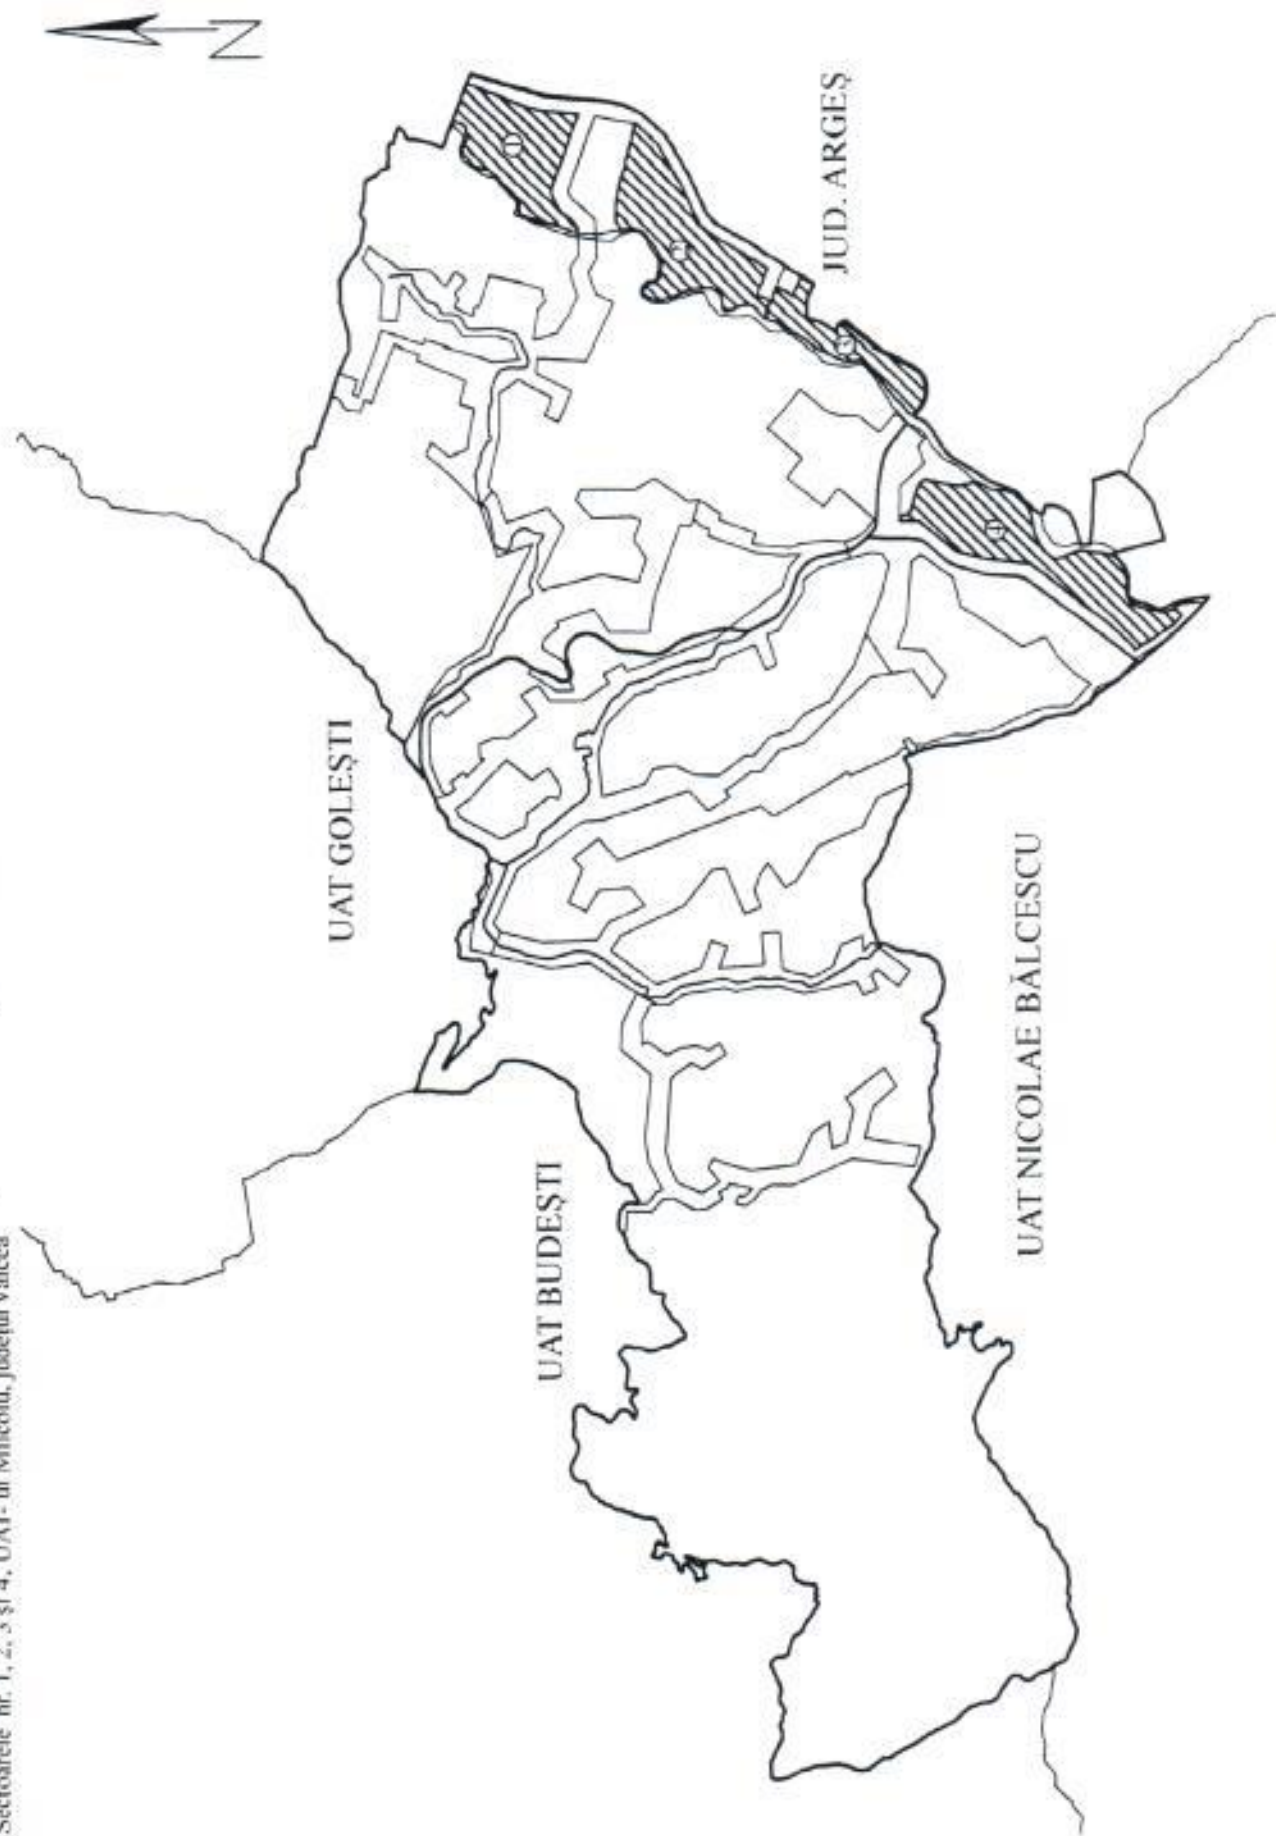 Sectoarele nr. 1, 2, 3 și 4, UAT- ul Milcoiu, județul Vâlcea
N
UAT GOLEȘTI
UAT BUDEȘTI
JUD. ARGEȘ
UAT NICOLAE BĂLCESCU